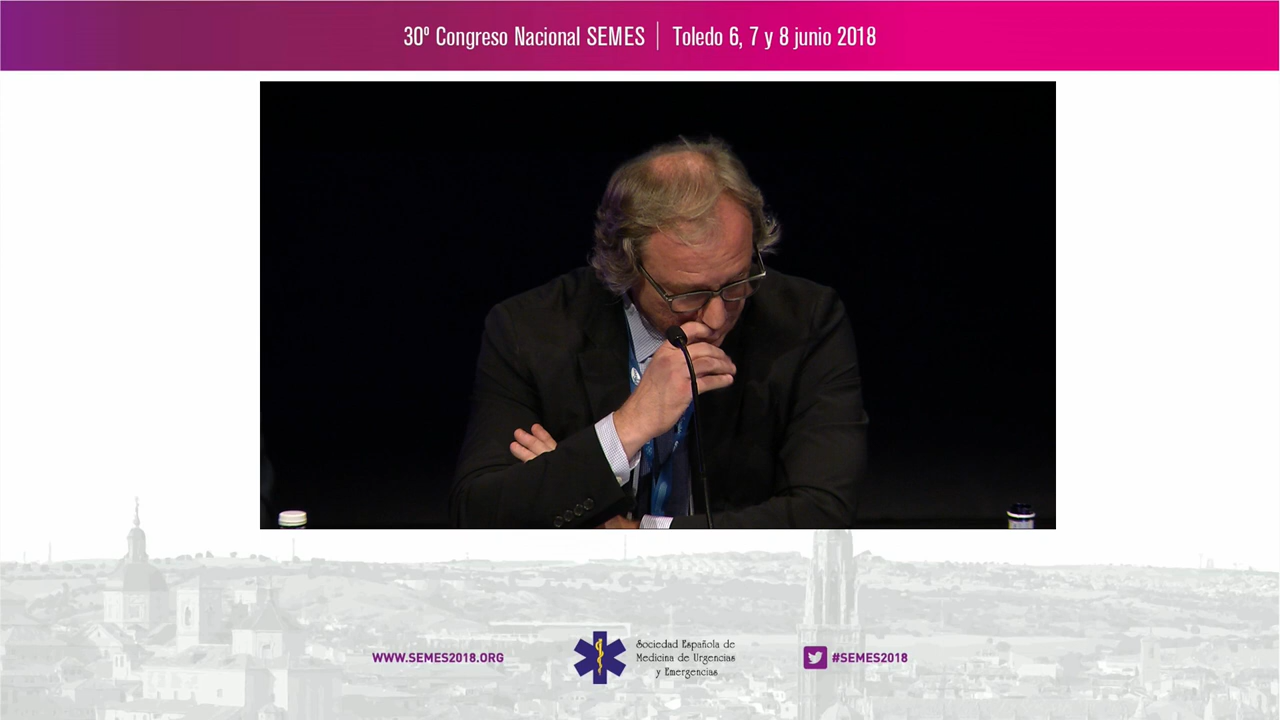 30º Congreso Nacional SEMES | Toledo 6, 7 y 8 junio 2018
WWW.SEMES2018.ORG
Sociedad Española de
Medicina de Urgencias
y Emergencias
#SEMES2018